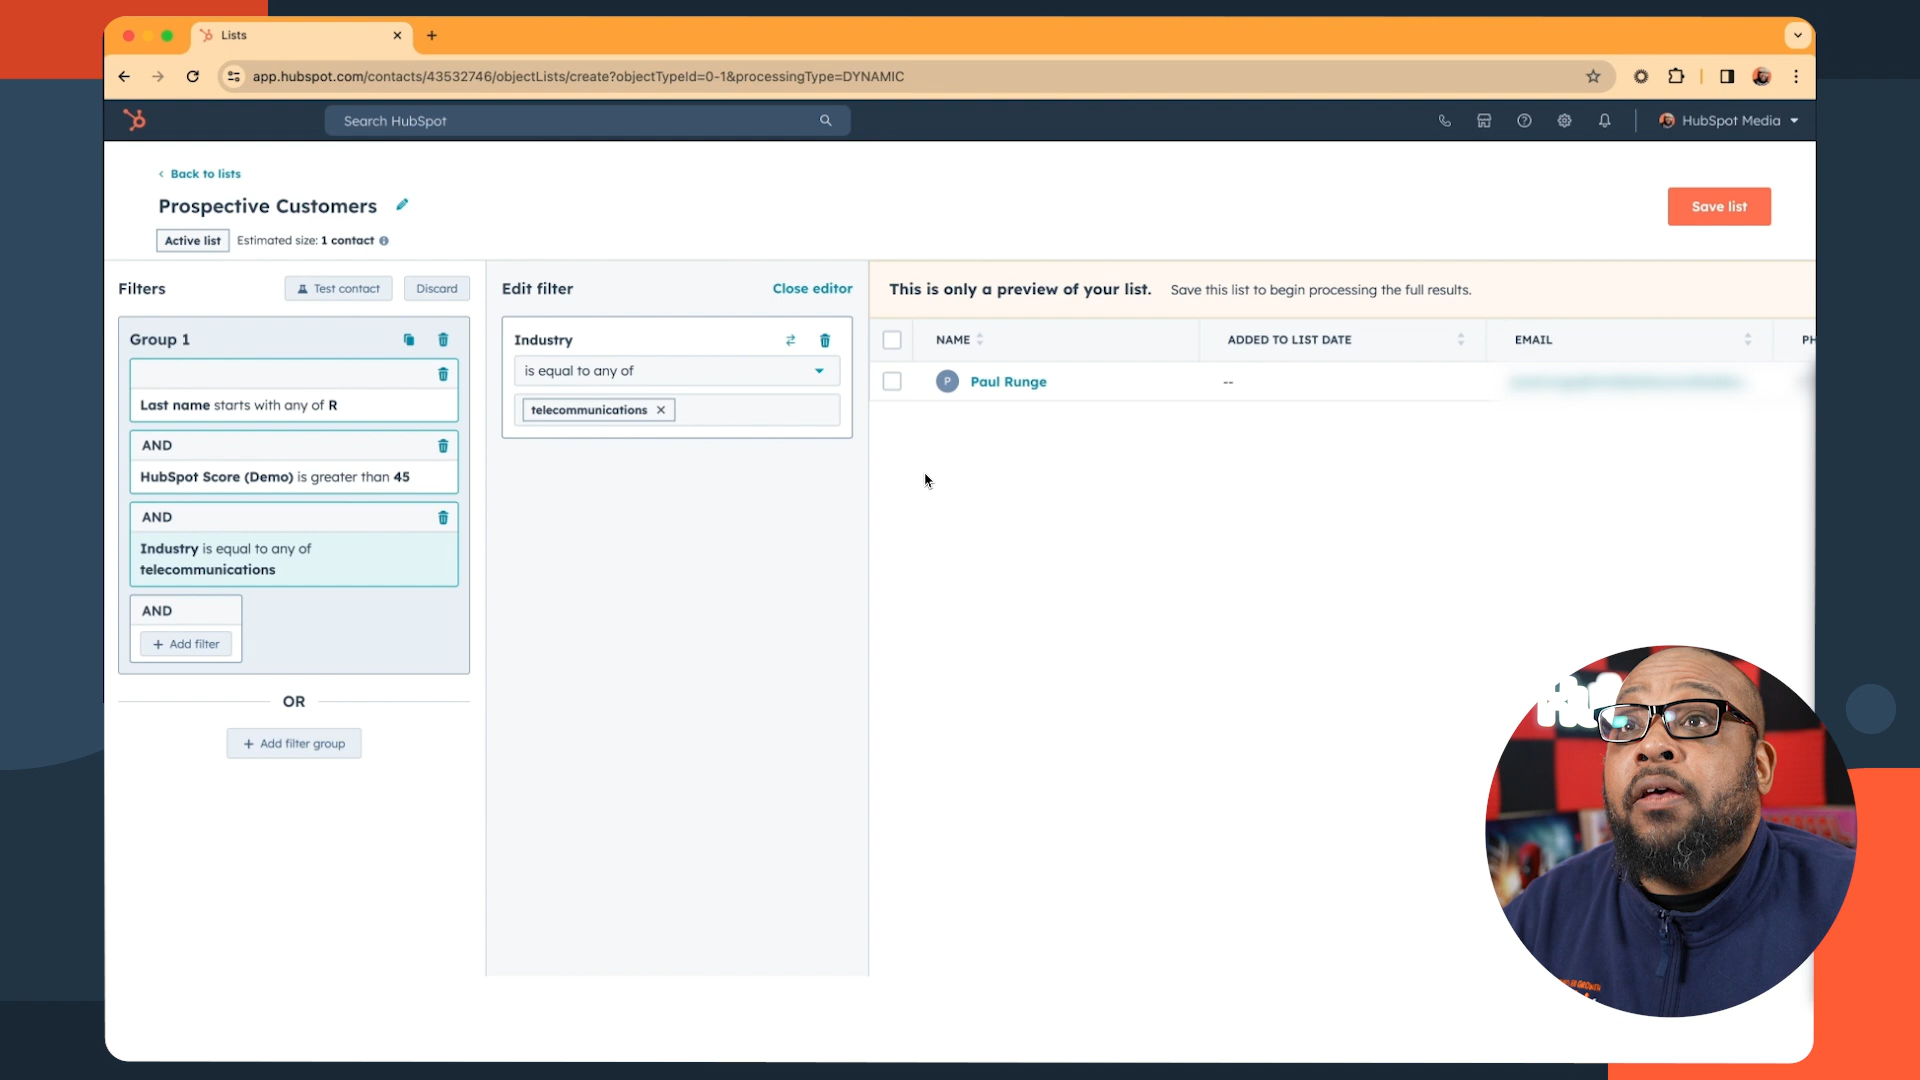 Lists
app.hubspot.com/contacts/43532746/objectLists/create?objectTypeId=0-1&processingType=DYNAMIC
Search HubSpot
HubSpot Media
Back to lists
Prospective Customers
Save list
Active list
Estimated size: 1 contact
Filters
Test contact
Discard
Group 1
Last name starts with any of R
AND
HubSpot Score (Demo) is greater than 45
AND
Industry is equal to any of
telecommunications
AND
+ Add filter
OR
+ Add filter group
Edit filter
Close editor
Industry
is equal to any of
telecommunications
This is only a preview of your list. Save this list to begin processing the full results.
NAME
ADDED TO LIST DATE
EMAIL
PH
P
Paul Runge
--